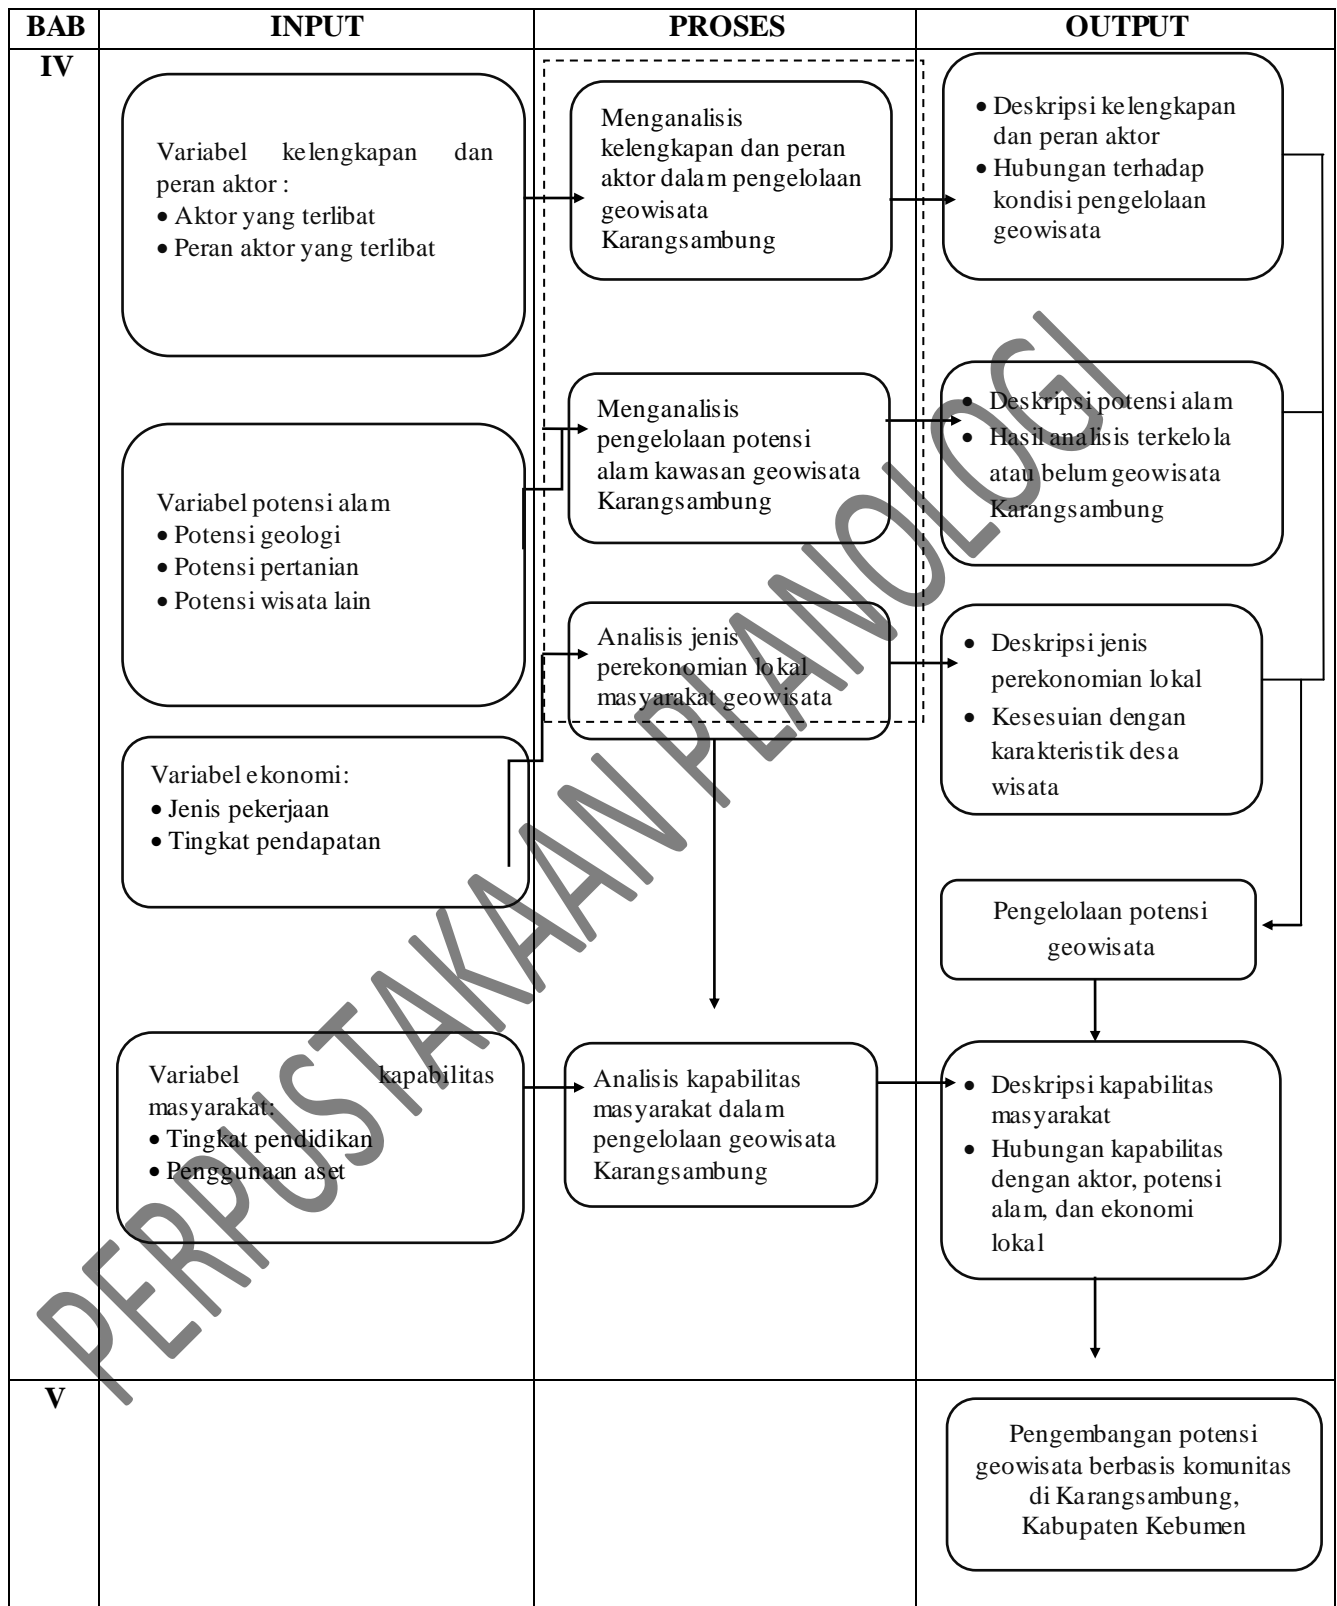 BAB INPUT PROSES OUTPUT
IV
Variabel kelengkapan dan
peran aktor :
• Aktor yang terlibat
• Peran aktor yang terlibat
Menganalisis
kelengkapan dan peran
aktor dalam pengelolaan
geowisata
Karangsambung
• Deskripsi kelengkapan
dan peran aktor
• Hubungan terhadap
kondisi pengelolaan
geowisata
Variabel potensi alam
• Potensi geologi
• Potensi pertanian
• Potensi wisata lain
Menganalisis
pengelolaan potensi
alam kawasan geowisata
Karangsambung
• Deskripsi potensi alam
• Hasil analisis terkelola
atau belum geowisata
Karangsambung
Variabel ekonomi:
• Jenis pekerjaan
• Tingkat pendapatan
Analisis jenis
perekonomian lokal
masyarakat geowisata
• Deskripsi jenis
perekonomian lokal
• Kesesuian dengan
karakteristik desa
wisata
Pengelolaan potensi
geowisata
Variabel kapabilitas
masyarakat:
• Tingkat pendidikan
• Penggunaan aset
Analisis kapabilitas
masyarakat dalam
pengelolaan geowisata
Karangsambung
• Deskripsi kapabilitas
masyarakat
• Hubungan kapabilitas
dengan aktor, potensi
alam, dan ekonomi
lokal
V
Pengembangan potensi
geowisata berbasis komunitas
di Karangsambung,
Kabupaten Kebumen
PERPUSTAKAAN PLANOLOGI